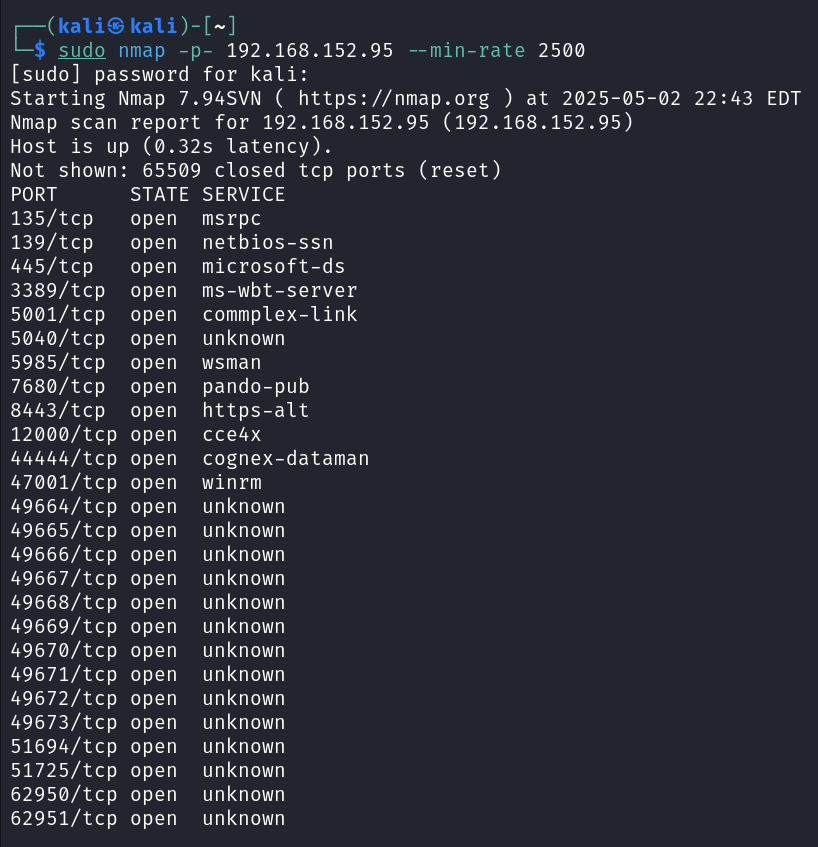 ┌──(kali㉿kali)-[~]
└─$ sudo nmap -p- 192.168.152.95 --min-rate 2500
[sudo] password for kali:
Starting Nmap 7.94SVN ( https://nmap.org ) at 2025-05-02 22:43 EDT
Nmap scan report for 192.168.152.95 (192.168.152.95)
Host is up (0.32s latency).
Not shown: 65509 closed tcp ports (reset)
PORT      STATE SERVICE
135/tcp   open  msrpc
139/tcp   open  netbios-ssn
445/tcp   open  microsoft-ds
3389/tcp  open  ms-wbt-server
5001/tcp  open  commplex-link
5040/tcp  open  unknown
5985/tcp  open  wsman
7680/tcp  open  pando-pub
8443/tcp  open  https-alt
12000/tcp open  cce4x
44444/tcp open  cognex-dataman
47001/tcp open  winrm
49664/tcp open  unknown
49665/tcp open  unknown
49666/tcp open  unknown
49667/tcp open  unknown
49668/tcp open  unknown
49669/tcp open  unknown
49670/tcp open  unknown
49671/tcp open  unknown
49672/tcp open  unknown
49673/tcp open  unknown
51694/tcp open  unknown
51725/tcp open  unknown
62950/tcp open  unknown
62951/tcp open  unknown